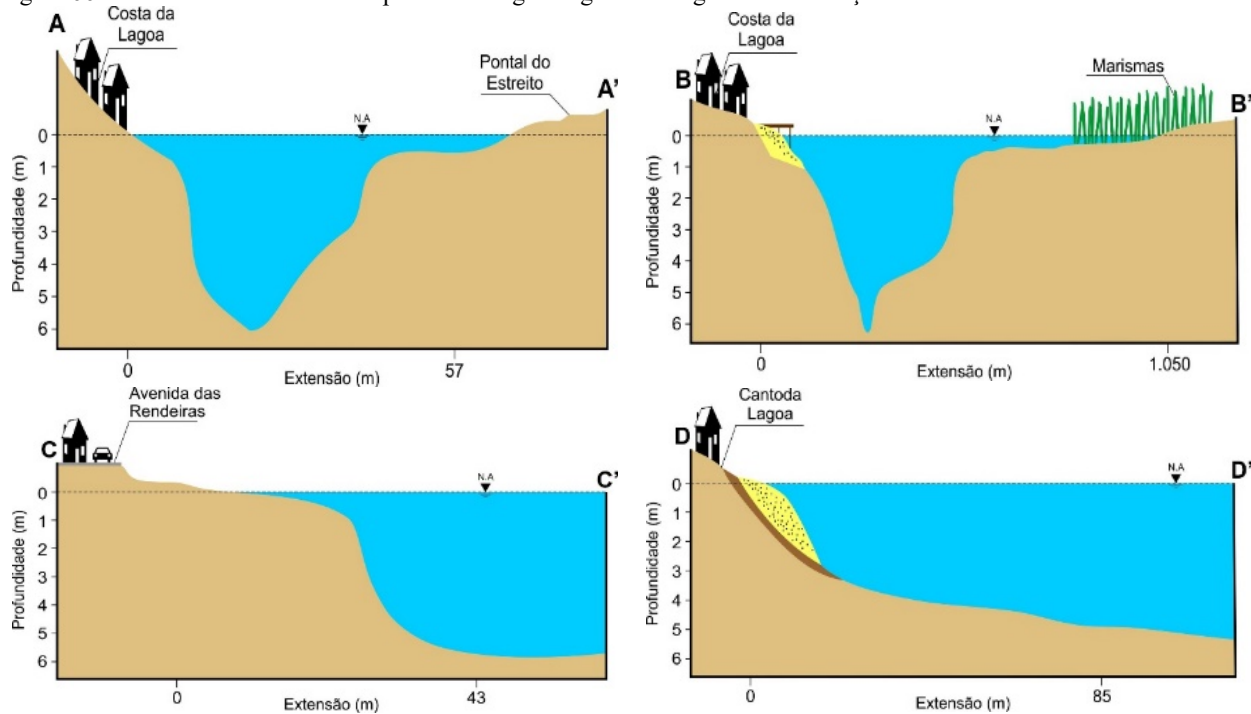 A
Costa da
Lagoa
Pontal do
Estreito
A'
N.A
0
1
2
3
4
5
6
Profundidade (m)
0
57
Extensão (m)
B
Costa da
Lagoa
Marismas
B'
N.A
0
1
2
3
4
5
6
Profundidade (m)
0
1.050
Extensão (m)
C
Avenida das
Rendeiras
C'
N.A
0
1
2
3
4
5
6
Profundidade (m)
0
43
Extensão (m)
D
Cantoda
Lagoa
D'
N.A
0
1
2
3
4
5
6
Profundidade (m)
0
85
Extensão (m)